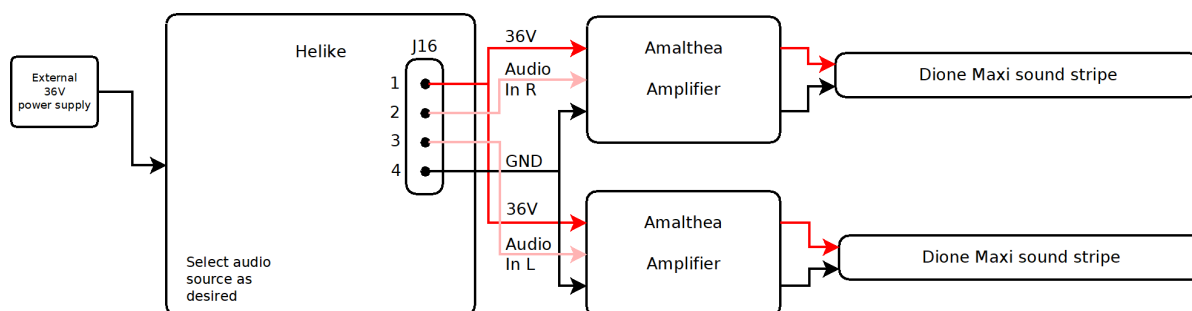 External
36V
power supply
Helike
J16
1
2
3
4
Select audio
source as
desired
36V
Audio
In R
GND
36V
Audio
In L
Amalthea
Amplifier
Dione Maxi sound stripe
Amalthea
Amplifier
Dione Maxi sound stripe